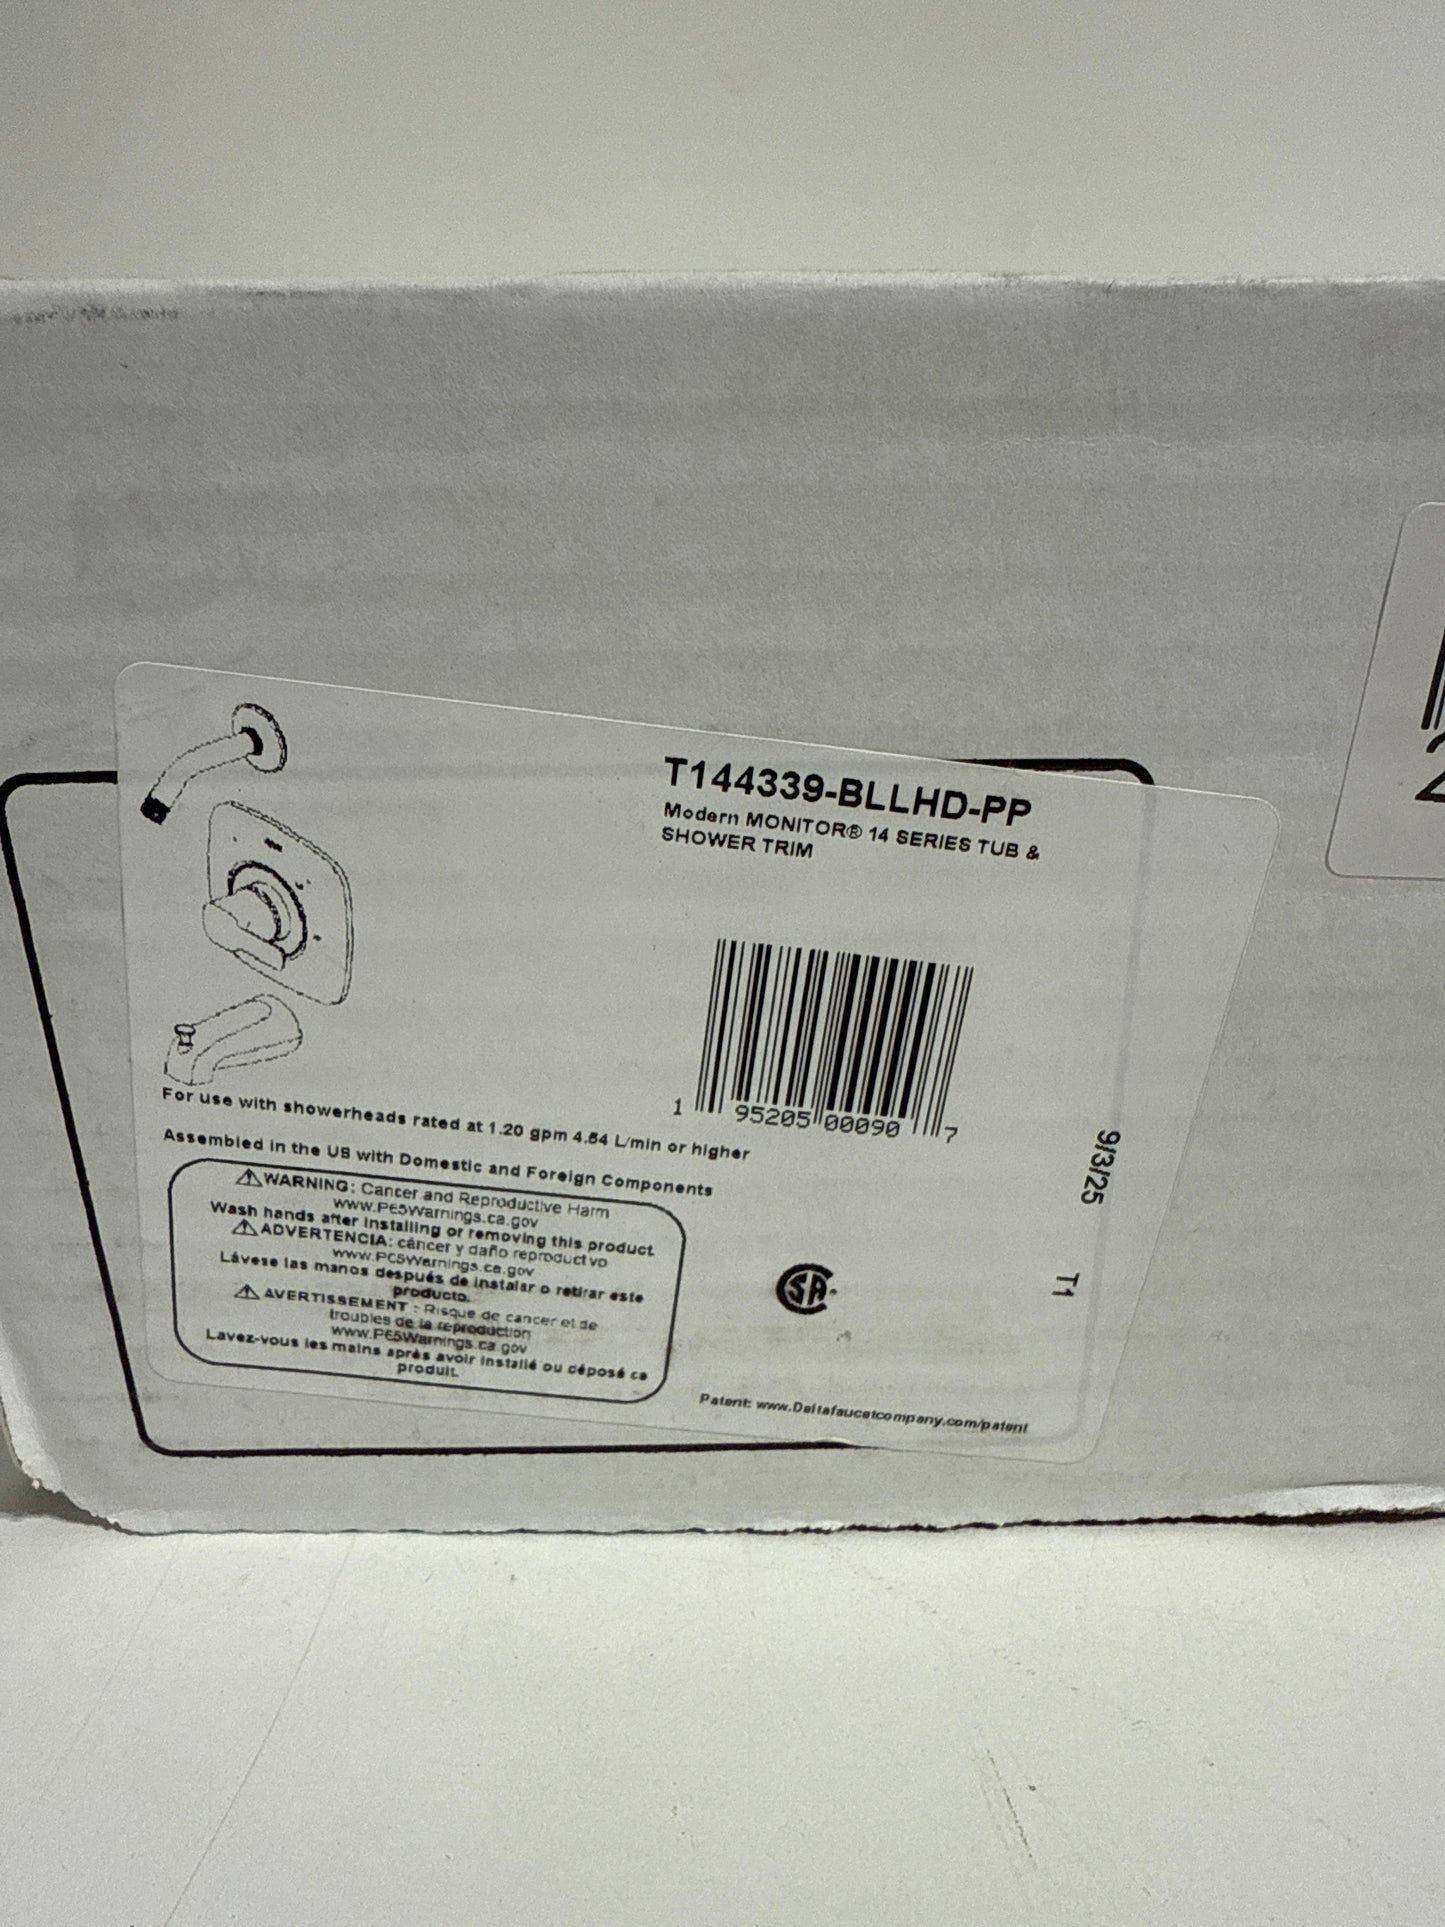 T144339-BLLHD-PP
Modern MONITOR® 14 SERIES TUB &
SHOWER TRIM
1 95205 00090 7
For use with showerheads rated at 1.20 gpm 4.54 L/min or higher
Assembled in the US with Domestic and Foreign Components
⚠WARNING: Cancer and Reproductive Harm
www.P65Warnings.ca.gov
Wash hands after installing or removing this product.
⚠ADVERTENCIA: cáncer y daño reproductivo
www.P65Warnings.ca.gov
Lávese las manos después de instalar o retirar este
producto.
⚠AVERTISSEMENT : Risque de cancer et de
troubles de la reproduction
www.P65Warnings.ca.gov
Lavez-vous les mains après avoir installé ou déposé ce
produit.
9/3/25
T1
SA
Patent: www.Deltafaucetcompany.com/patent
2